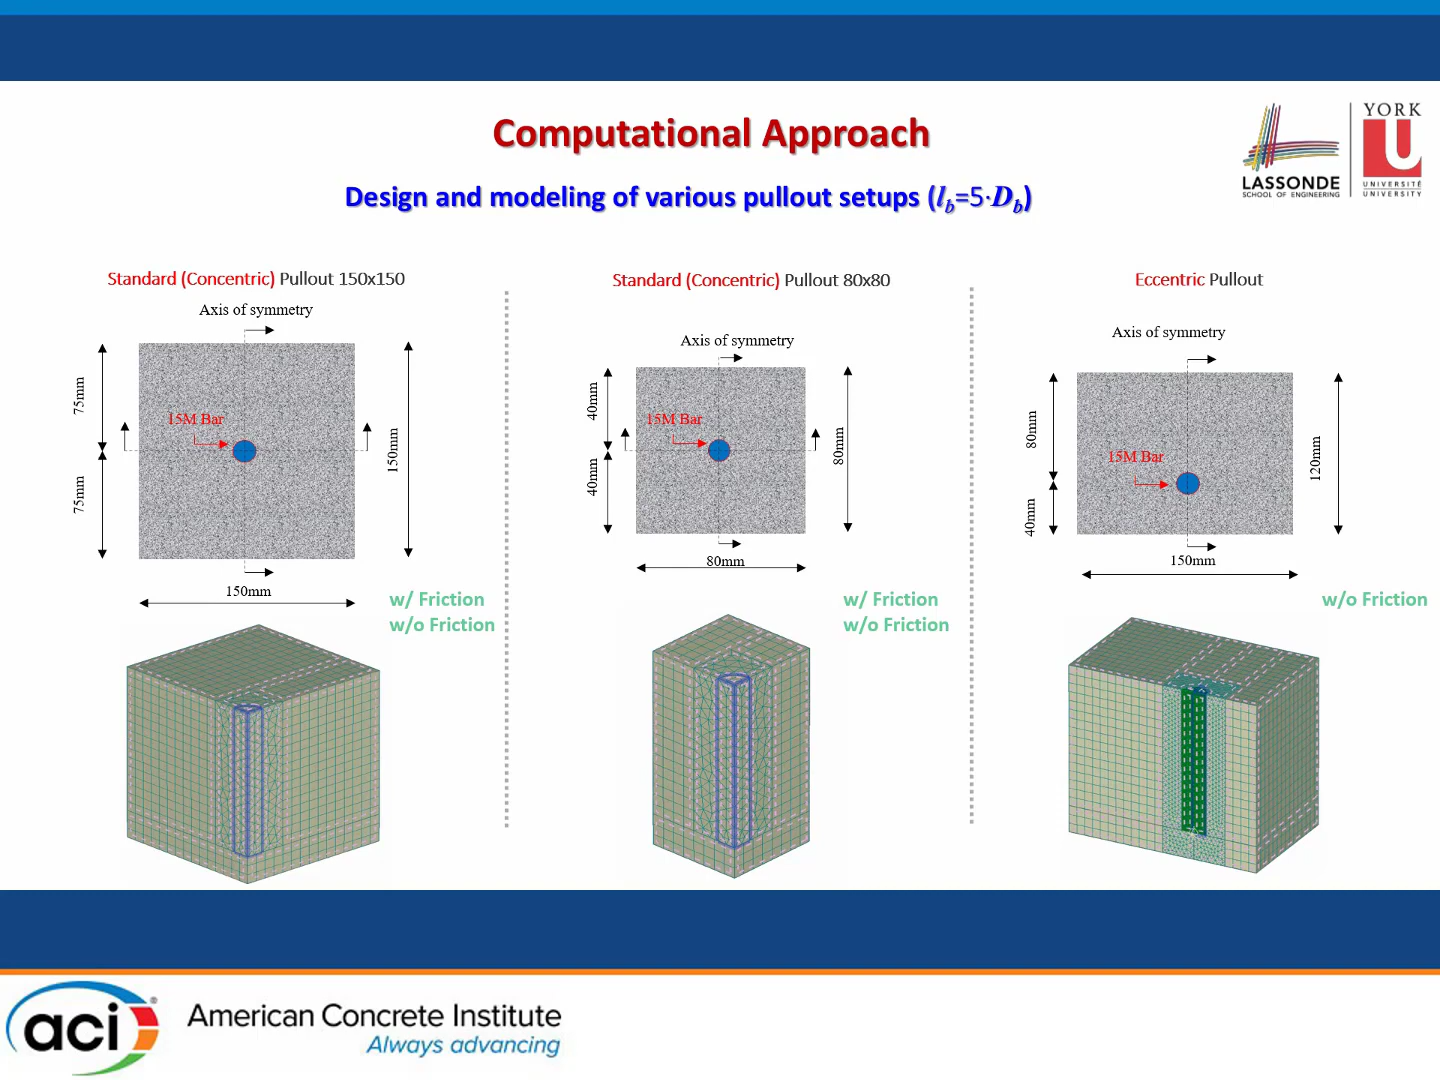 Computational Approach
Design and modeling of various pullout setups (lb=5·Db)
LASSONDE
SCHOOL OF ENGINEERING
YORK
U
UNIVERSITÉ
UNIVERSITY
Standard (Concentric) Pullout 150x150
Axis of symmetry
75mm
75mm
15M Bar
150mm
150mm
w/ Friction
w/o Friction
Standard (Concentric) Pullout 80x80
Axis of symmetry
40mm
40mm
15M Bar
80mm
80mm
w/ Friction
w/o Friction
Eccentric Pullout
Axis of symmetry
80mm
40mm
15M Bar
120mm
150mm
w/o Friction
aci
®
American Concrete Institute
Always advancing